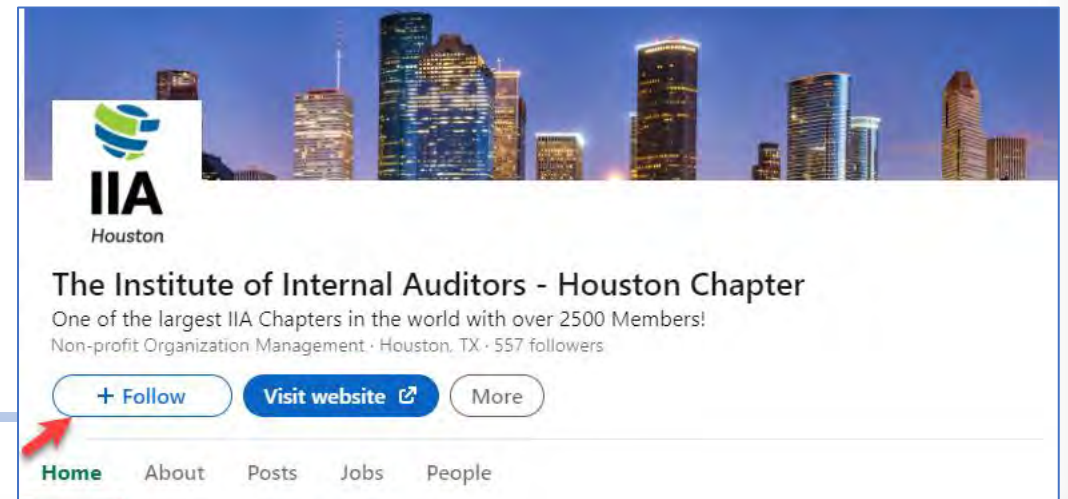 IIA
Houston
The Institute of Internal Auditors - Houston Chapter
One of the largest IIA Chapters in the world with over 2500 Members!
Non-profit Organization Management · Houston, TX · 557 followers
+ Follow
Visit website
More
Home About Posts Jobs People